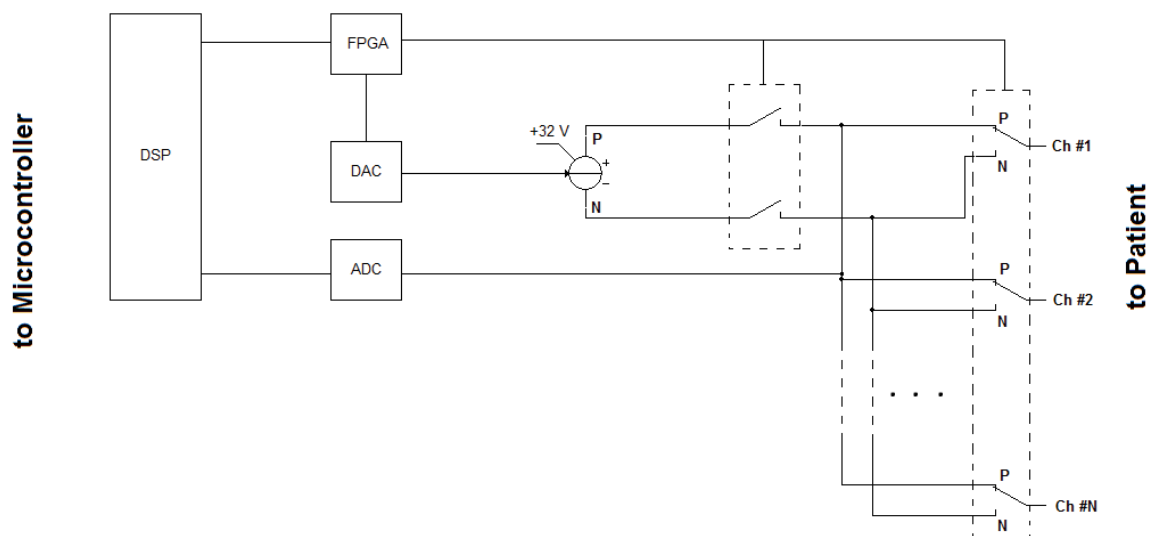 to Microcontroller
DSP
FPGA
DAC
ADC
+32 V
P
+
–
N
P
N
Ch #1
P
N
Ch #2
. . .
P
N
Ch #N
to Patient